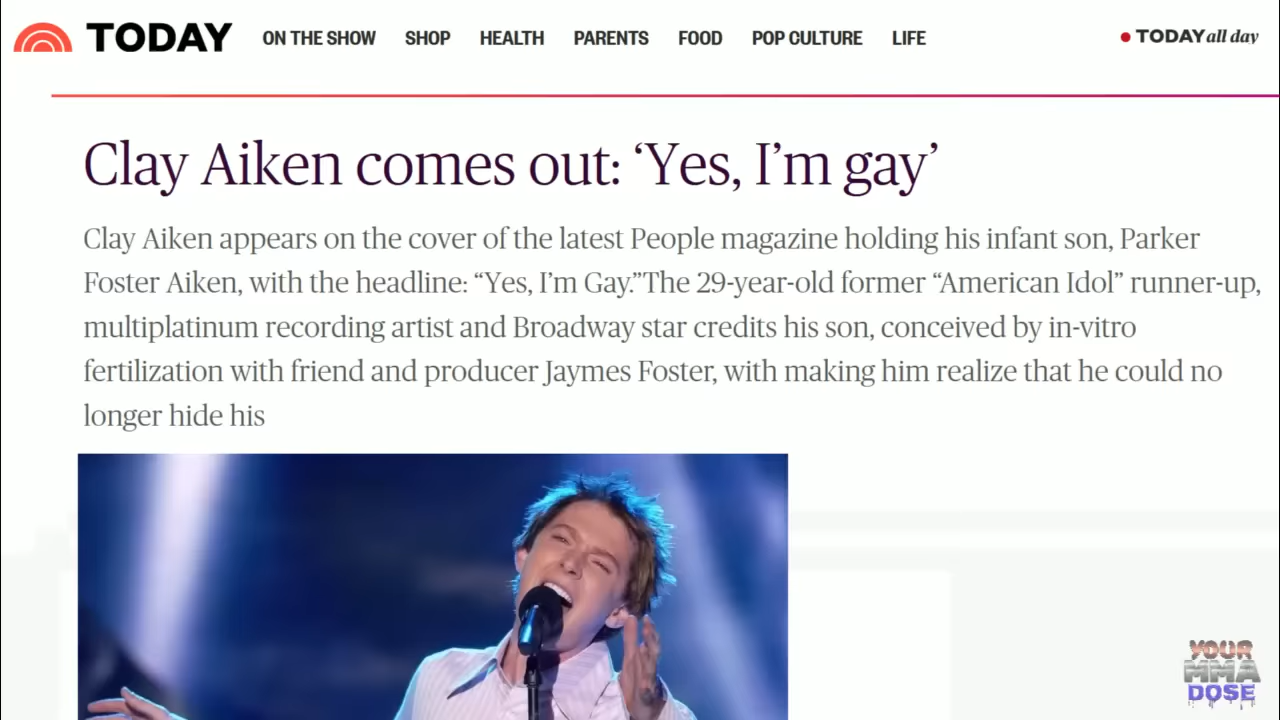 TODAY ON THE SHOW SHOP HEALTH PARENTS FOOD POP CULTURE LIFE TODAY all day
Clay Aiken comes out: ‘Yes, I’m gay’
Clay Aiken appears on the cover of the latest People magazine holding his infant son, Parker
Foster Aiken, with the headline: “Yes, I’m Gay.”The 29-year-old former “American Idol” runner-up,
multiplatinum recording artist and Broadway star credits his son, conceived by in-vitro
fertilization with friend and producer Jaymes Foster, with making him realize that he could no
longer hide his
YOUR
MMA
DOSE